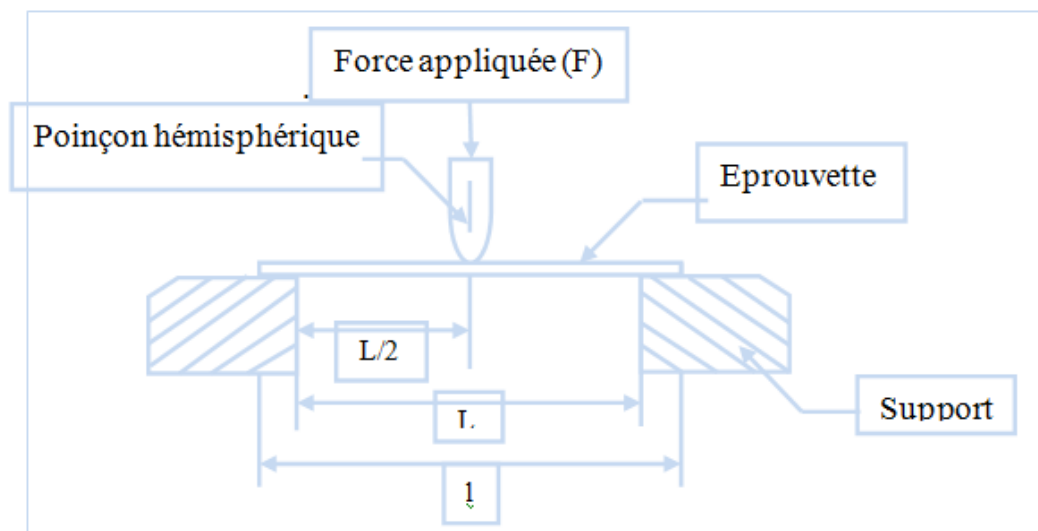 Force appliquée (F)
Poinçon hémisphérique
Eprouvette
L/2
L
Support
l